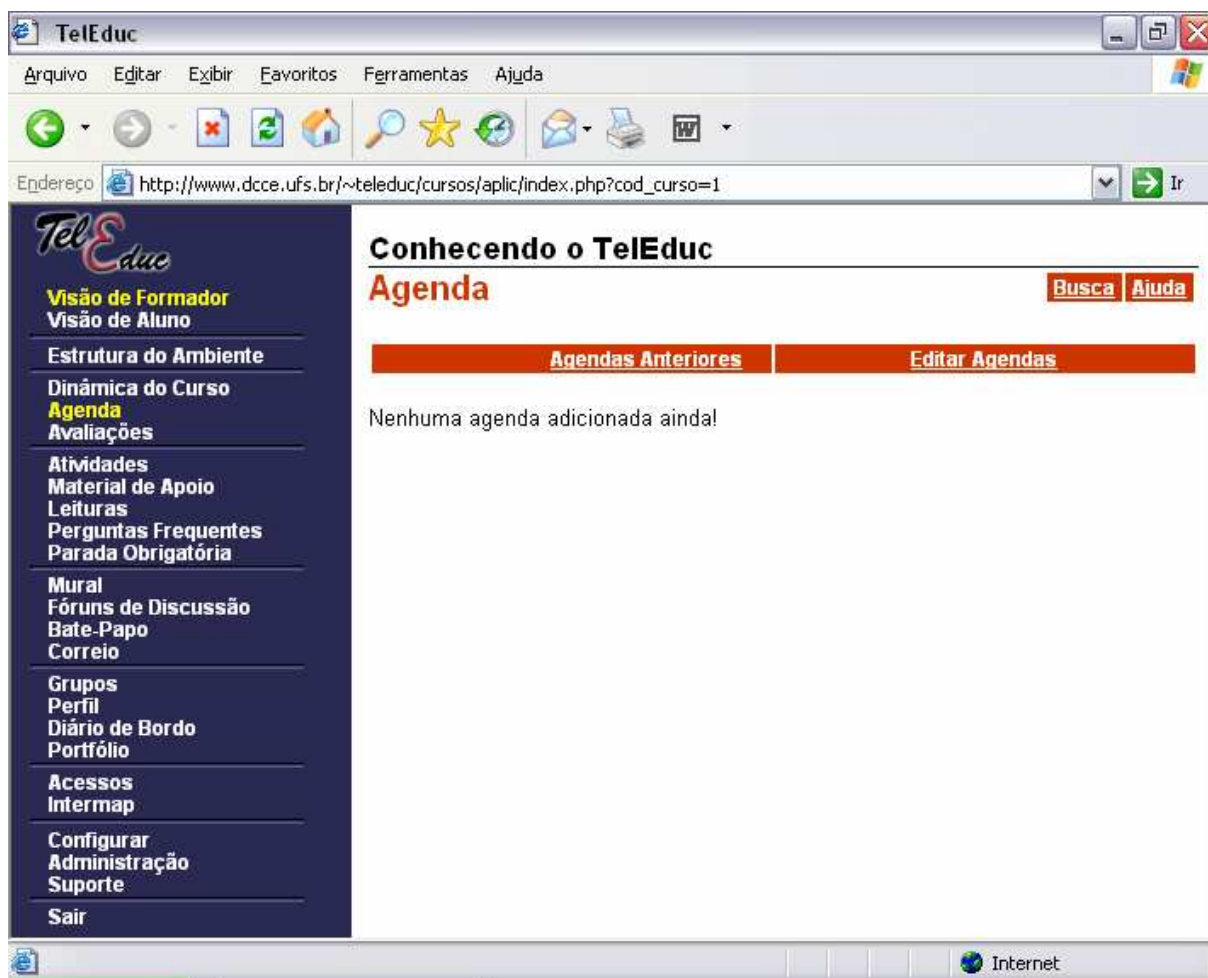 TelEduc
Arquivo Editar Exibir Favoritos Ferramentas Ajuda
Endereço http://www.dcce.ufs.br/~teleduc/cursos/aplic/index.php?cod_curso=1 Ir
TelEduc
Visão de Formador
Visão de Aluno
Estrutura do Ambiente
Dinâmica do Curso
Agenda
Avaliações
Atividades
Material de Apoio
Leituras
Perguntas Frequentes
Parada Obrigatória
Mural
Fóruns de Discussão
Bate-Papo
Correio
Grupos
Perfil
Diário de Bordo
Portfólio
Acessos
Intermap
Configurar
Administração
Suporte
Sair
Conhecendo o TelEduc
Agenda
Busca Ajuda
Agendas Anteriores Editar Agendas
Nenhuma agenda adicionada ainda!
Internet